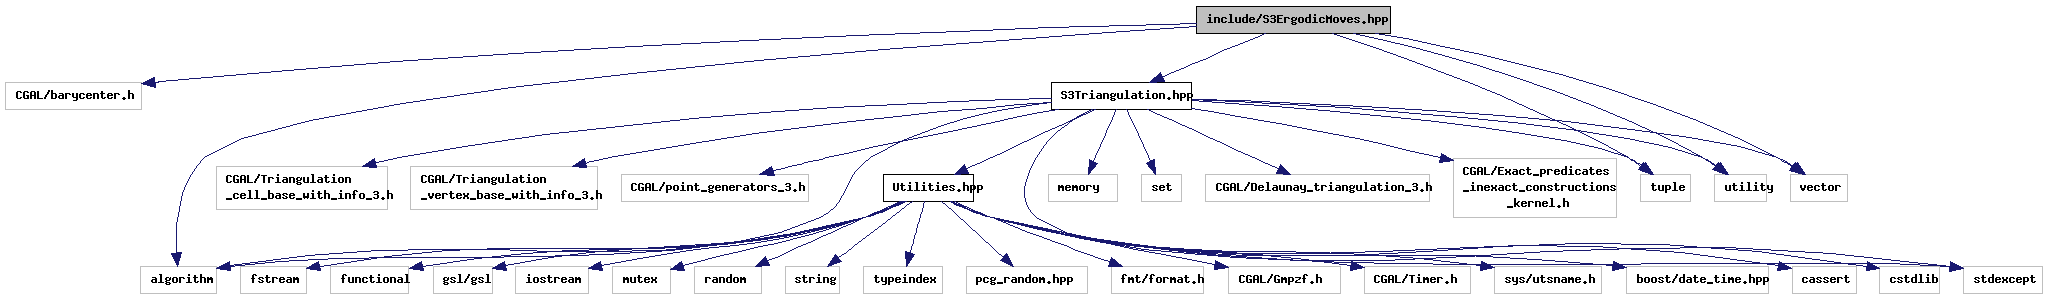 include/S3ErgodicMoves.hpp
CGAL/barycenter.h
S3Triangulation.hpp
CGAL/Triangulation
_cell_base_with_info_3.h
CGAL/Triangulation
_vertex_base_with_info_3.h
CGAL/point_generators_3.h
Utilities.hpp
memory
set
CGAL/Delaunay_triangulation_3.h
CGAL/Exact_predicates
_inexact_constructions
_kernel.h
tuple
utility
vector
algorithm
fstream
functional
gsl/gsl
iostream
mutex
random
string
typeindex
pcg_random.hpp
fmt/format.h
CGAL/Gmpzf.h
CGAL/Timer.h
sys/utsname.h
boost/date_time.hpp
cassert
cstdlib
stdexcept